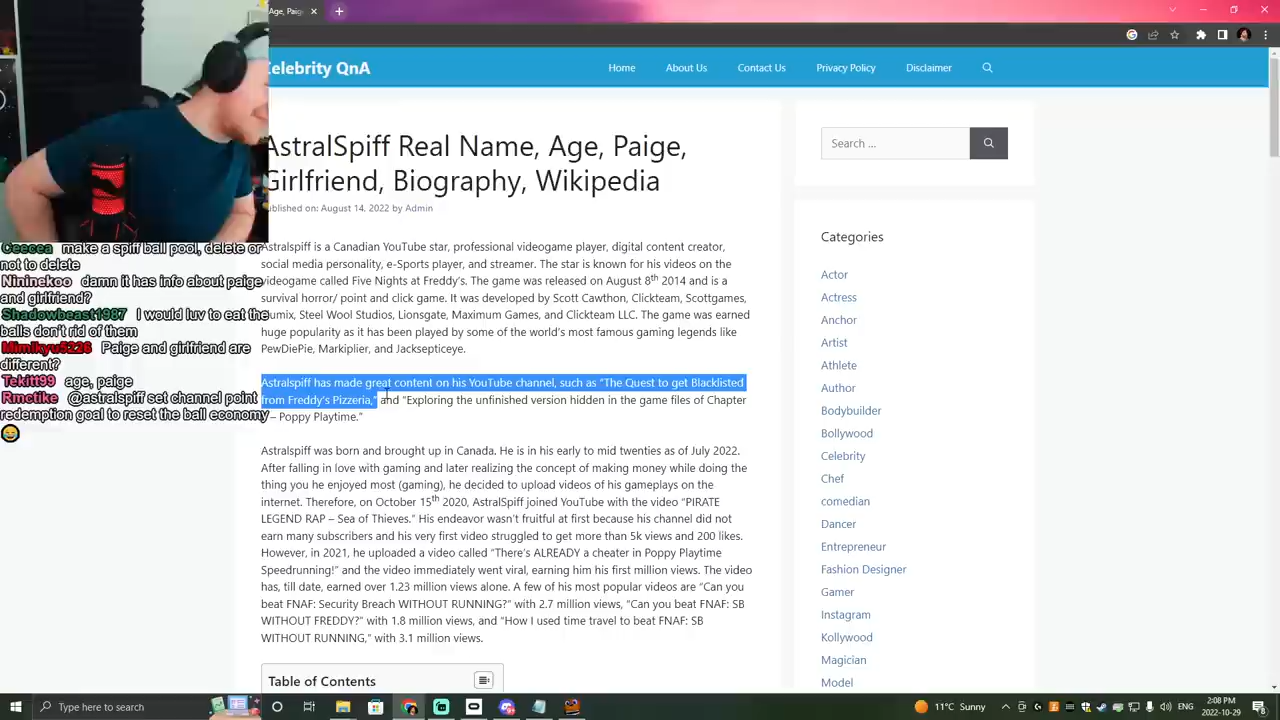 Age,
Celebrity QnA
Home
About Us
Contact Us
Privacy Policy
Disclaimer
AstralSpiff Real Name, Age, Paige,
Girlfriend, Biography, Wikipedia
ublished on: August 14, 2022 by Admin
Astralspiff is a Canadian YouTube star, professional videogame player, digital content creator,
social media personality, e-Sports player, and streamer. The star is known for his videos on the
videogame called Five Nights at Freddy's. The game was released on August 8th 2014 and is a
survival horror/ point and click game. It was developed by Scott Cawthon, Clickteam, Scottgames,
umix, Steel Wool Studios, Lionsgate, Maximum Games, and Clickteam LLC. The game was earned
huge popularity as it has been played by some of the world's most famous gaming legends like
PewDiePie, Markiplier, and Jacksepticeye.
Astralspiff has made great content on his YouTube channel, such as "The Quest to get Blacklisted
from Freddy's Pizzeria," and "Exploring the unfinished version hidden in the game files of Chapter
– Poppy Playtime."
Astralspiff was born and brought up in Canada. He is in his early to mid twenties as of July 2022.
After falling in love with gaming and later realizing the concept of making money while doing the
thing you he enjoyed most (gaming), he decided to upload videos of his gameplays on the
internet. Therefore, on October 15th 2020, AstralSpiff joined YouTube with the video "PIRATE
LEGEND RAP – Sea of Thieves." His endeavor wasn't fruitful at first because his channel did not
earn many subscribers and his very first video struggled to get more 5k views and 200 likes.
However, in 2021, he uploaded a video called "There's ALREADY a cheater in Poppy Playtime
Speedrunning!" and the video immediately went viral, earning him his first million views. The video
has, till date, earned over 1.23 million views alone. A few of his most popular videos are "Can you
beat FNAF: Security Breach WITHOUT RUNNING?" with 2.7 million views, "Can you beat FNAF: SB
WITHOUT FREDDY?" with 1.8 million views, and "How I used time travel to beat FNAF: SB
WITHOUT RUNNING," with 3.1 million views.
Table of Contents
Search ...
Categories
Actor
Actress
Anchor
Artist
Athlete
Author
Bodybuilder
Bollywood
Celebrity
Chef
comedian
Dancer
Entrepreneur
Fashion Designer
Gamer
Instagram
Kollywood
Magician
Model
Ceecea make a spiff ball pool, delete or
not to delete
Nininekoo damn it has info about paige
and girlfriend?
Shadowbeast1987 I would luv to eat the
balls don't rid of them
Mimikyu5226 Paige and girlfriend are
different?
Tekitt99 age, paige
Rmctike @astralspiff set channel point
redemption goal to reset the ball economy
Type here to search
11°C Sunny
ENG
2:08 PM
2022-10-29